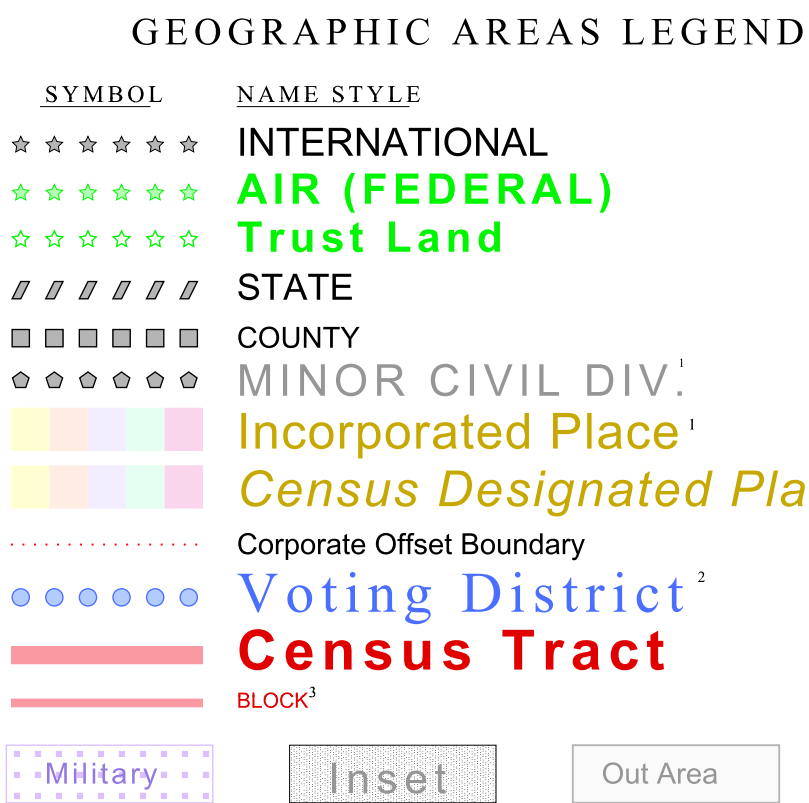 GEOGRAPHIC AREAS LEGEND
SYMBOL NAME STYLE
INTERNATIONAL
AIR (FEDERAL)
Trust Land
STATE
COUNTY
MINOR CIVIL DIV.¹
Incorporated Place ¹
Census Designated Pla
Corporate Offset Boundary
Voting District ²
Census Tract
BLOCK³
Military Inset Out Area